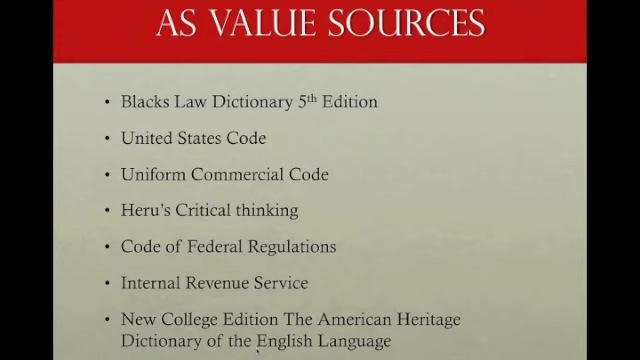 AS VALUE SOURCES
• Blacks Law Dictionary 5th Edition
• United States Code
• Uniform Commercial Code
• Heru's Critical thinking
• Code of Federal Regulations
• Internal Revenue Service
• New College Edition The American Heritage
Dictionary of the English Language